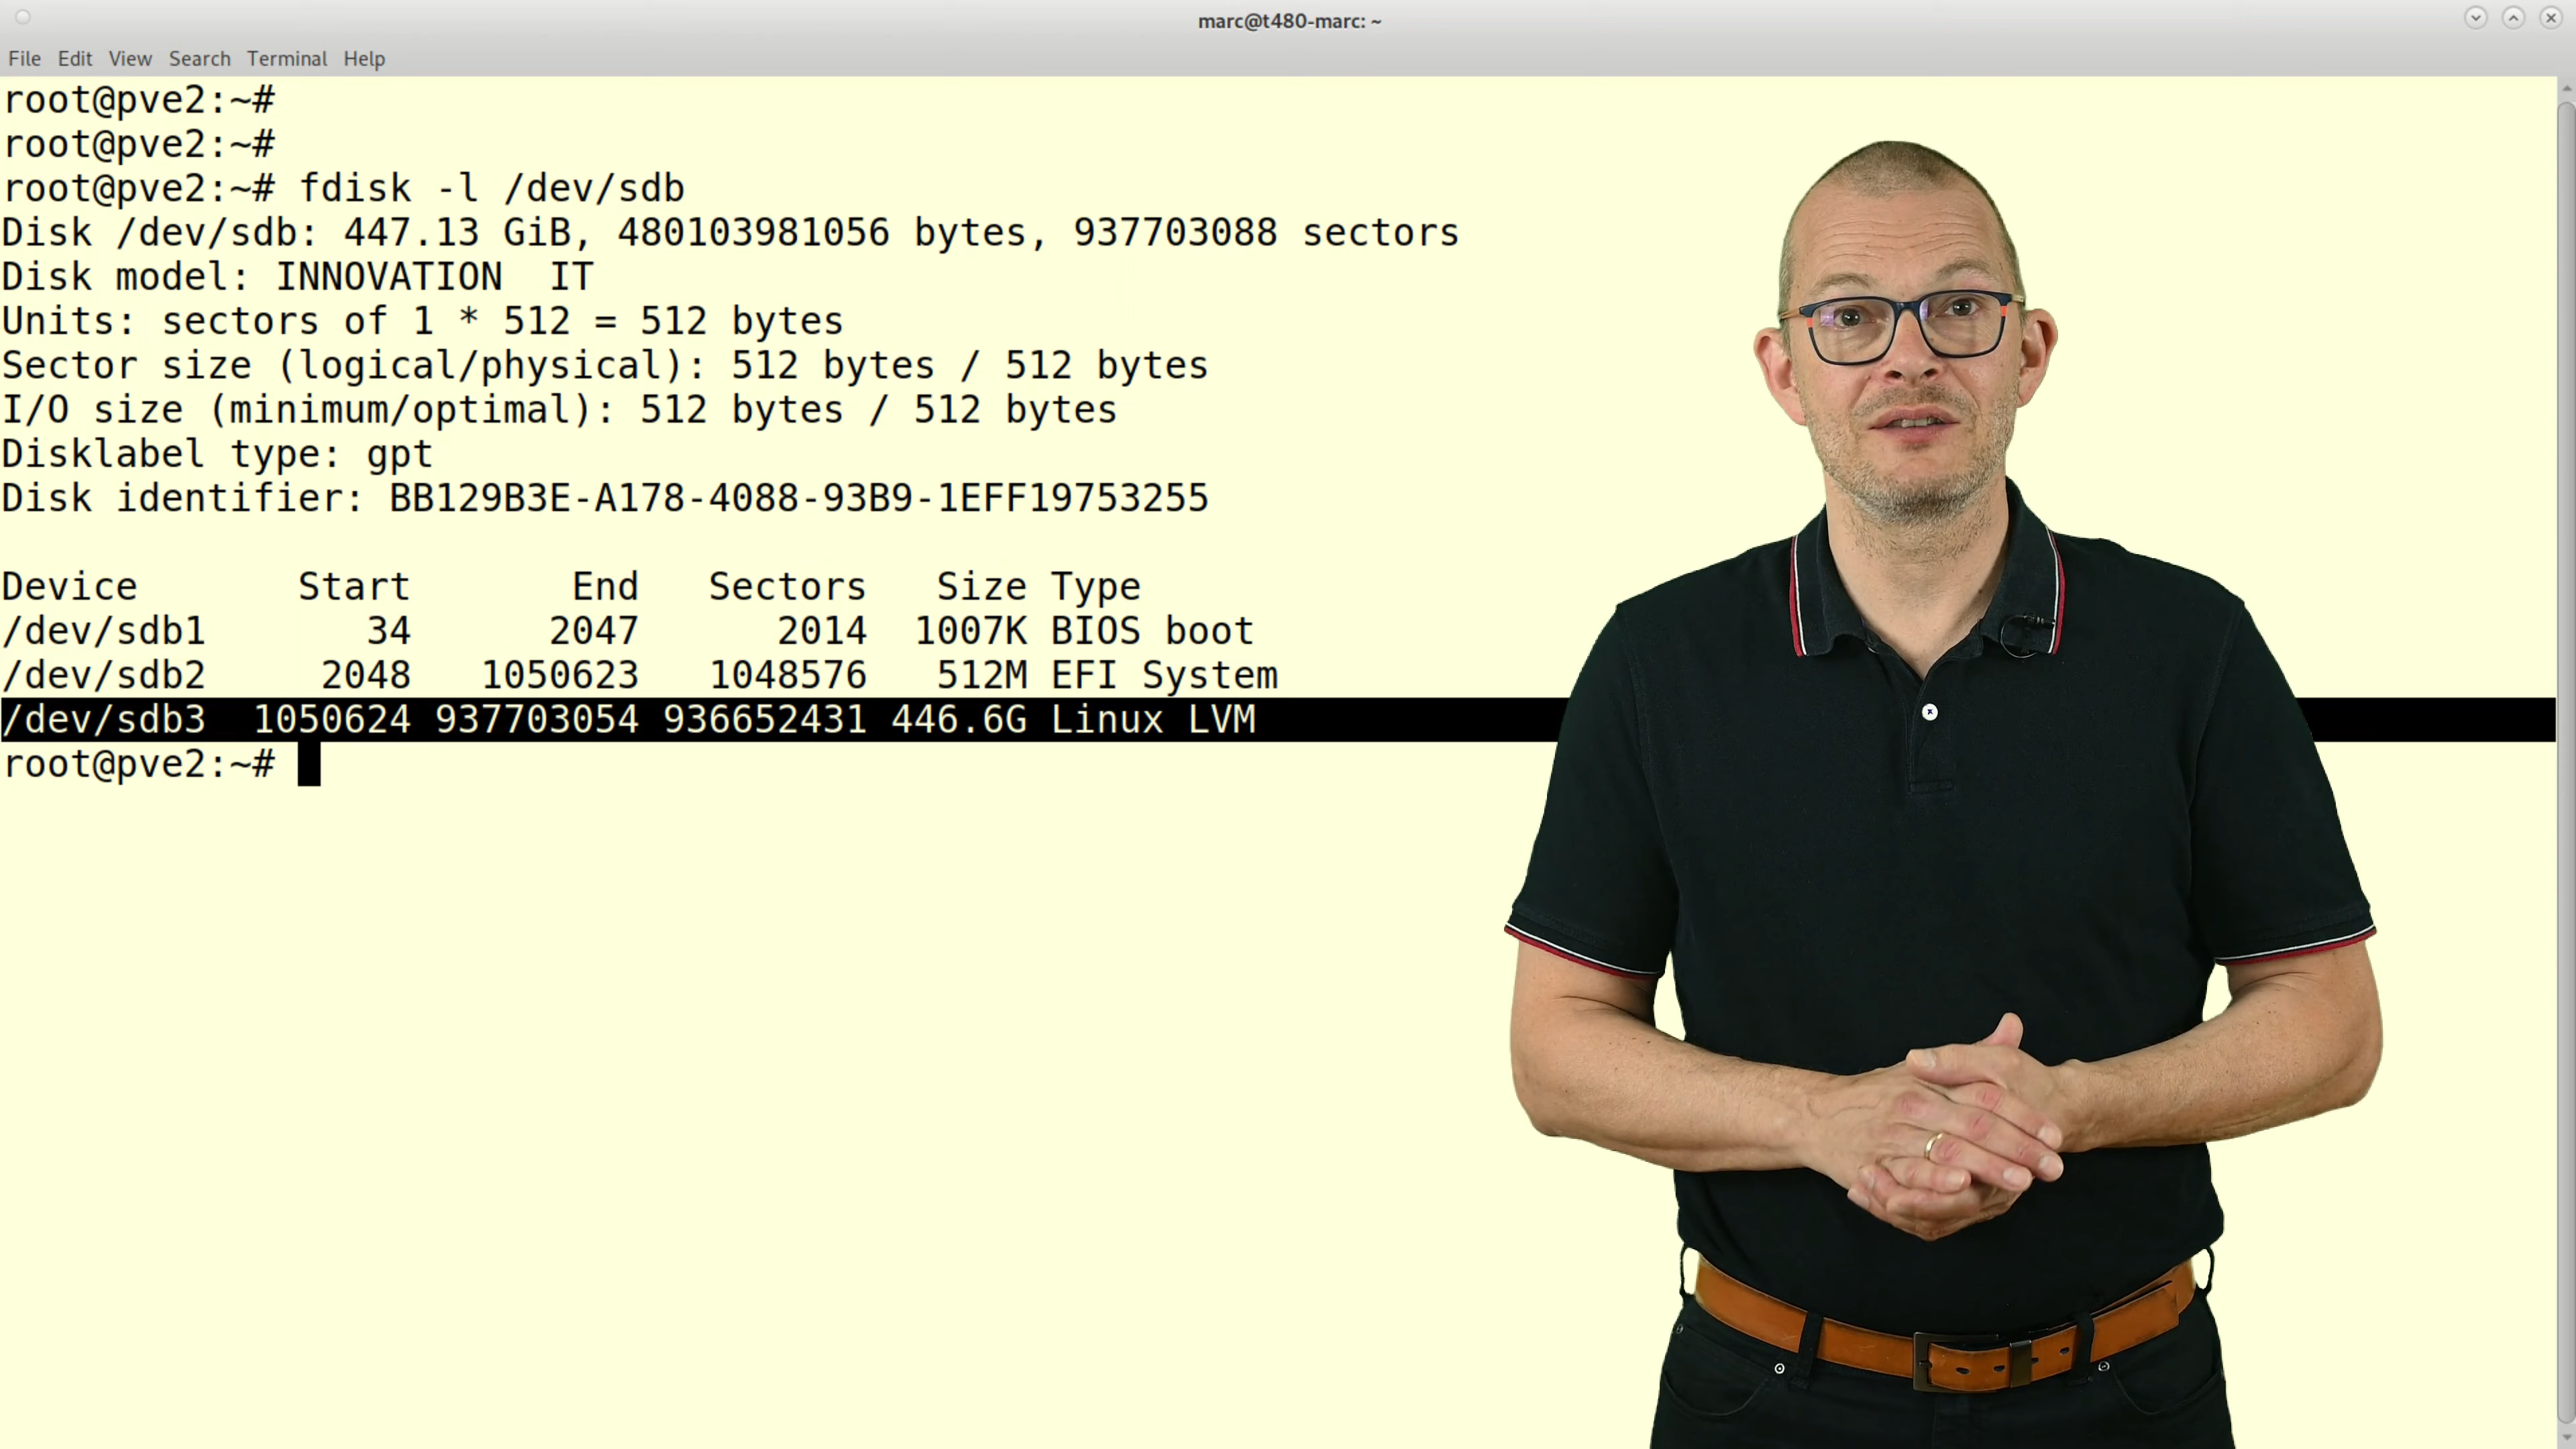 marc@t480-marc: ~
File Edit View Search Terminal Help
root@pve2:~#
root@pve2:~#
root@pve2:~# fdisk -l /dev/sdb
Disk /dev/sdb: 447.13 GiB, 480103981056 bytes, 937703088 sectors
Disk model: INNOVATION  IT
Units: sectors of 1 * 512 = 512 bytes
Sector size (logical/physical): 512 bytes / 512 bytes
I/O size (minimum/optimal): 512 bytes / 512 bytes
Disklabel type: gpt
Disk identifier: BB129B3E-A178-4088-93B9-1EFF19753255
Device       Start       End   Sectors   Size Type
/dev/sdb1       34      2047      2014  1007K BIOS boot
/dev/sdb2     2048   1050623   1048576   512M EFI System
/dev/sdb3  1050624 937703054 936652431 446.6G Linux LVM
root@pve2:~#